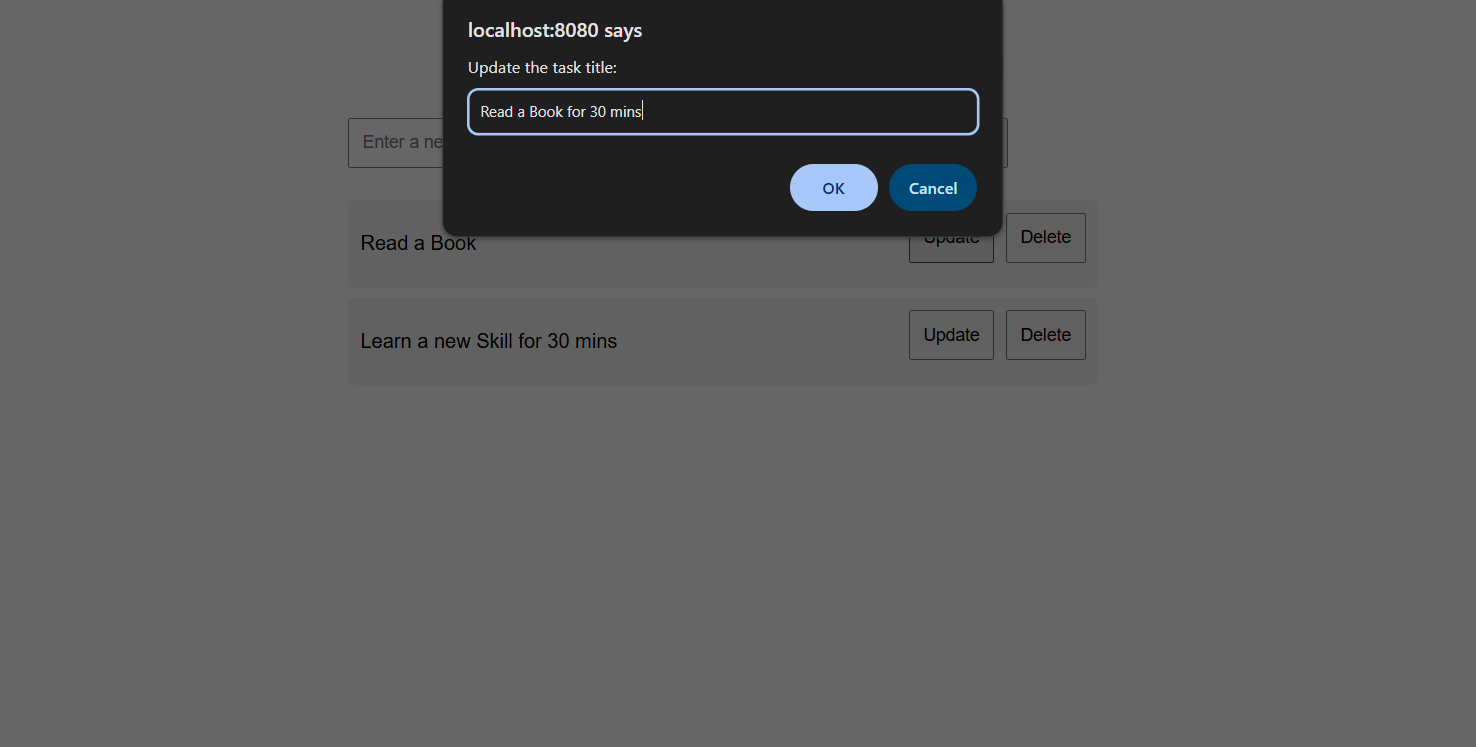 localhost:8080 says
Update the task title:
Read a Book for 30 mins
OK Cancel
Enter a ne
Read a Book Update Delete
Learn a new Skill for 30 mins Update Delete